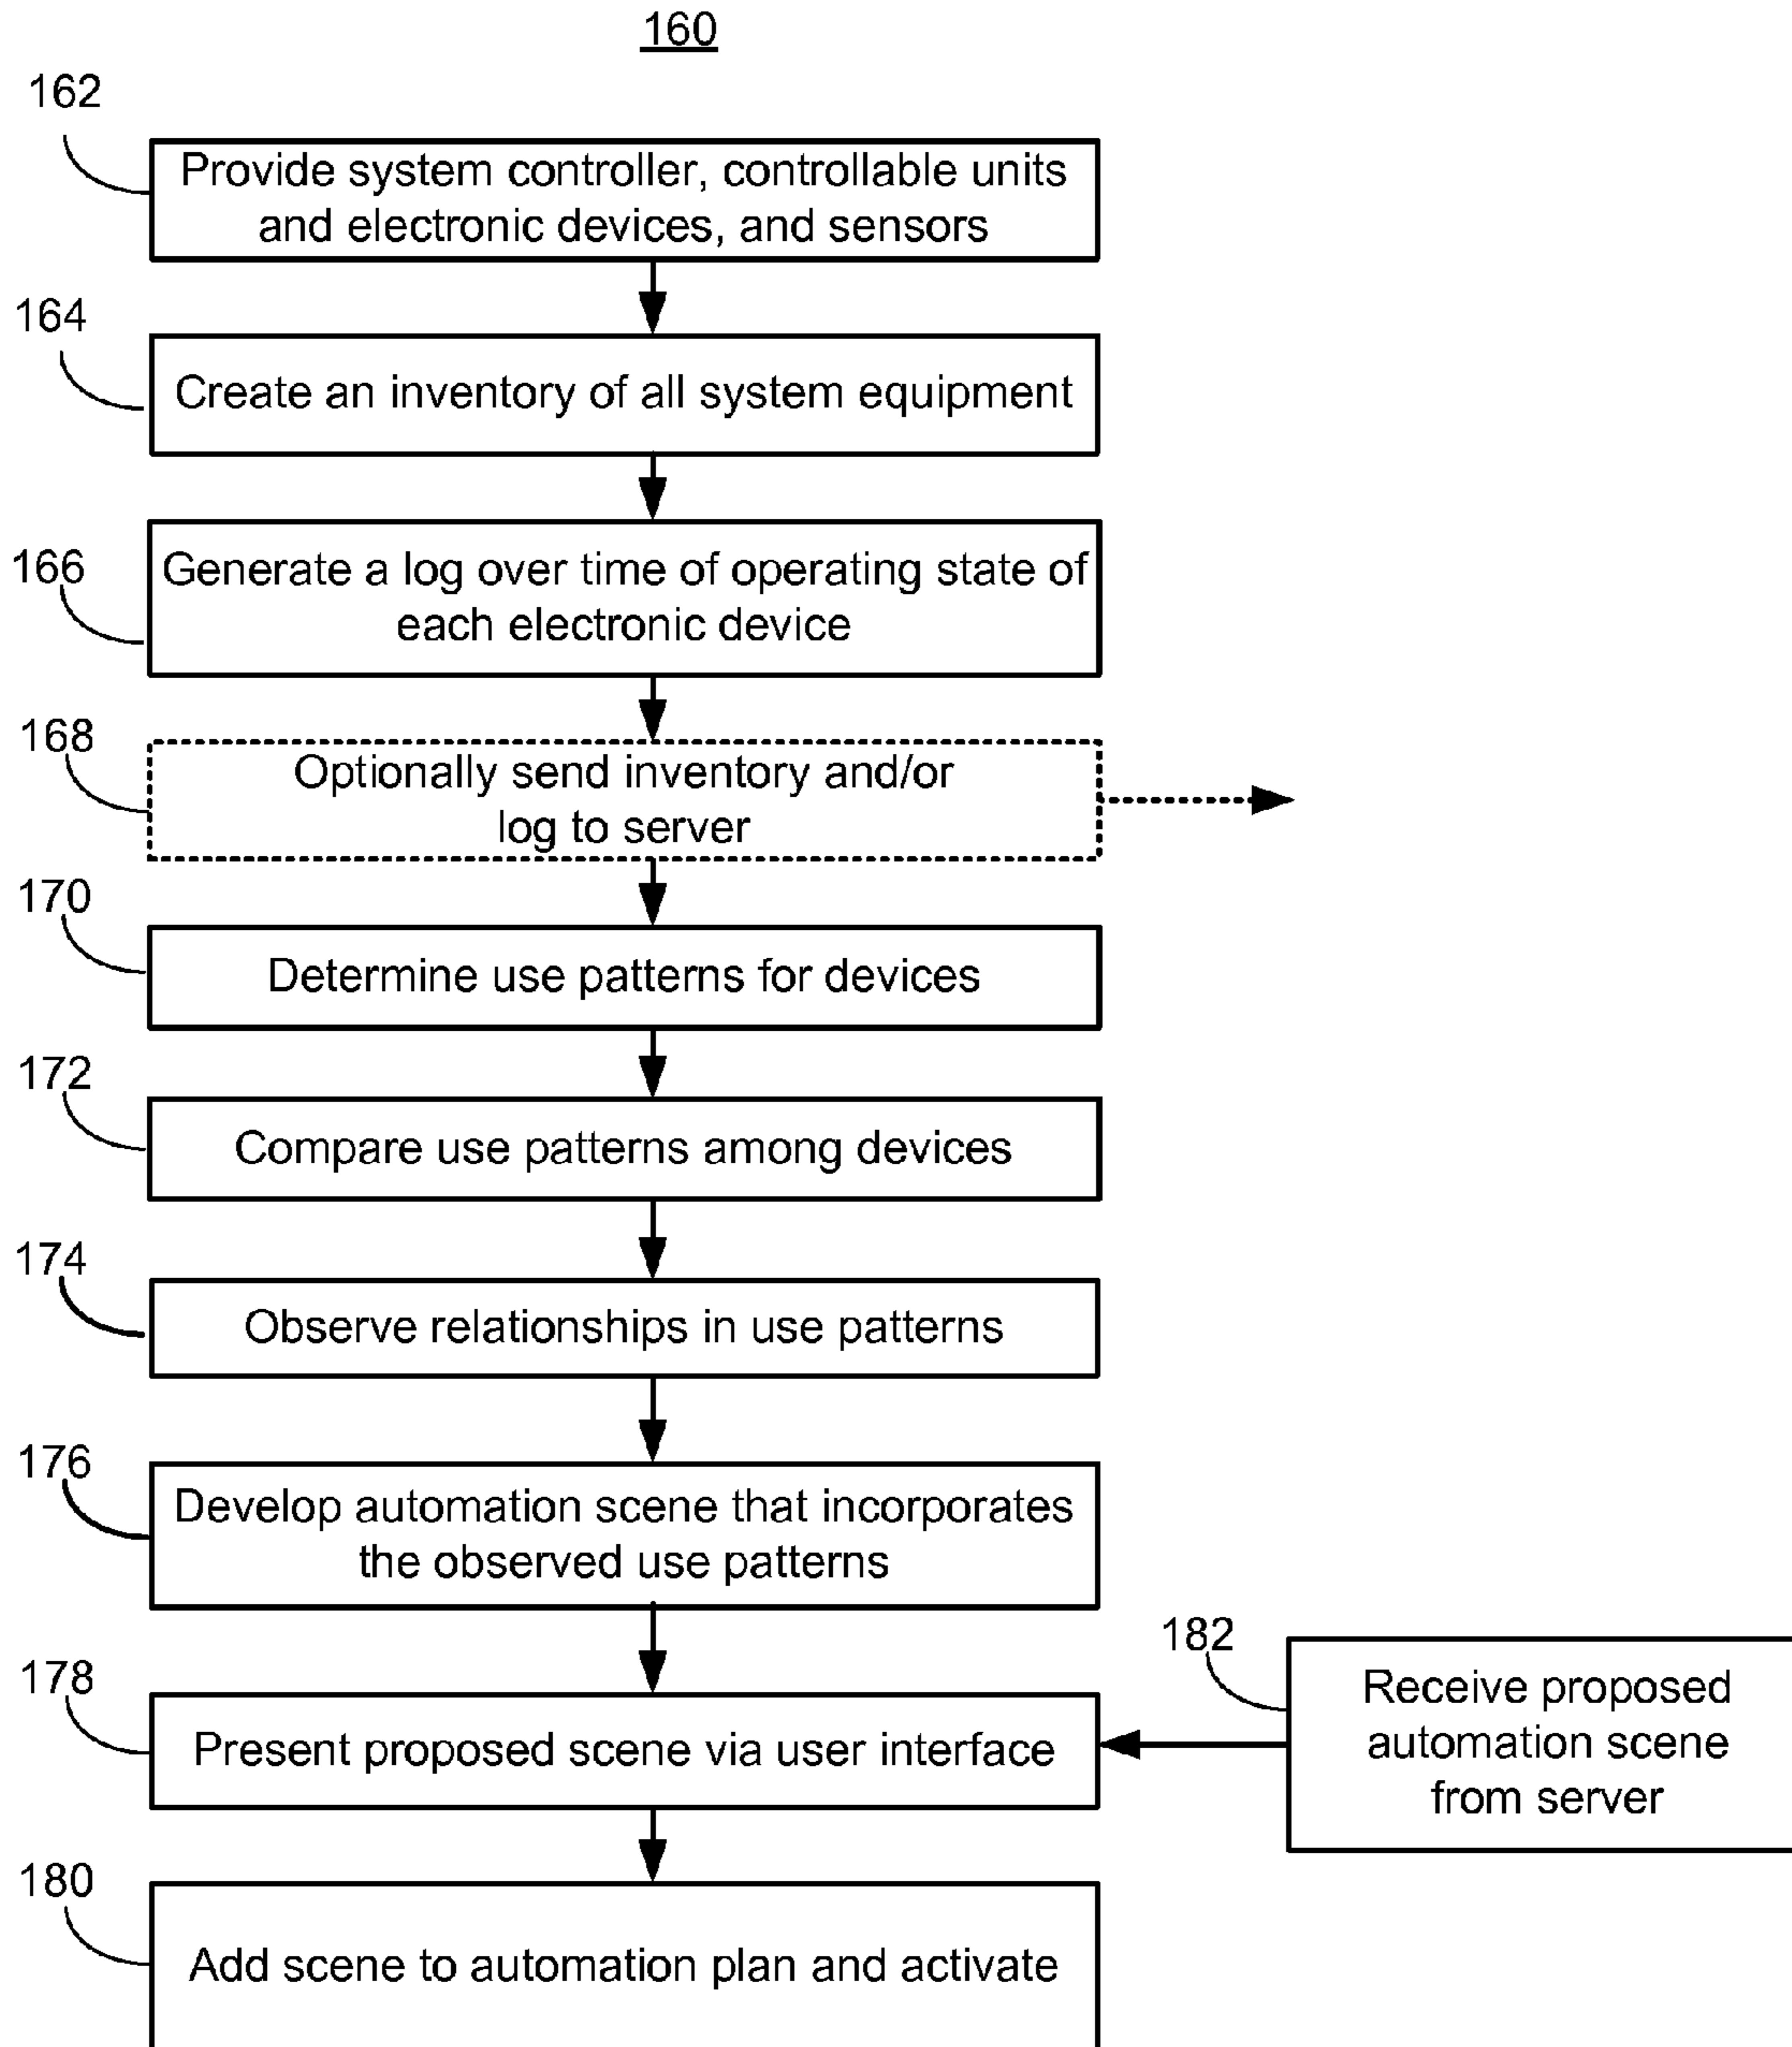 160
162
Provide system controller, controllable units
and electronic devices, and sensors
164
Create an inventory of all system equipment
166
Generate a log over time of operating state of
each electronic device
168
Optionally send inventory and/or
log to server
170
Determine use patterns for devices
172
Compare use patterns among devices
174
Observe relationships in use patterns
176
Develop automation scene that incorporates
the observed use patterns
178
Present proposed scene via user interface
182
Receive proposed
automation scene
from server
180
Add scene to automation plan and activate